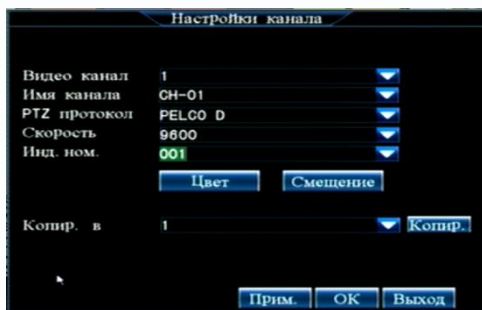 Настройки канала
Видео канал 1
Имя канала CH-01
PTZ протокол PELCO D
Скорость 9600
Инд. ном. 001
Цвет Смещение
Копир. в 1 Копир.
Прим. ОК Выход